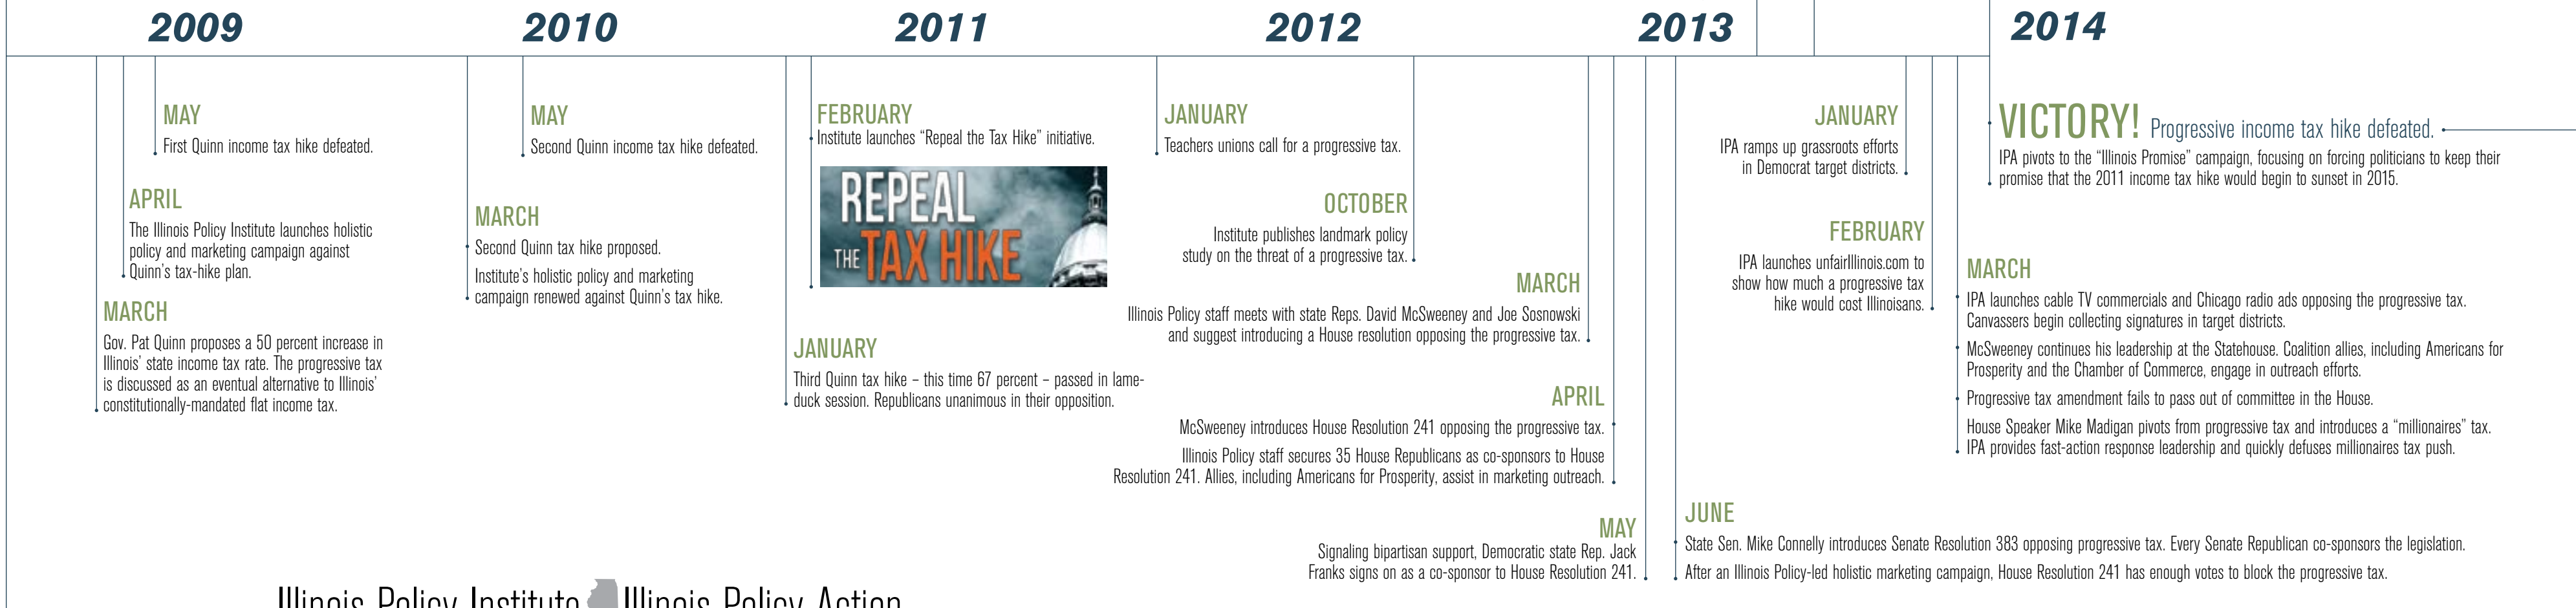 2009
2010
2011
2012
2013
2014
MAY
First Quinn income tax hike defeated.
APRIL
The Illinois Policy Institute launches holistic
policy and marketing campaign against
Quinn's tax-hike plan.
MARCH
Gov. Pat Quinn proposes a 50 percent increase in
Illinois' state income tax rate. The progressive tax
is discussed as an eventual alternative to Illinois'
constitutionally-mandated flat income tax.
MAY
Second Quinn income tax hike defeated.
MARCH
Second Quinn tax hike proposed.
Institute's holistic policy and marketing
campaign renewed against Quinn's tax hike.
FEBRUARY
Institute launches “Repeal the Tax Hike” initiative.
REPEAL
THE TAX HIKE
JANUARY
Third Quinn tax hike – this time 67 percent – passed in lame-
duck session. Republicans unanimous in their opposition.
JANUARY
Teachers unions call for a progressive tax.
OCTOBER
Institute publishes landmark policy
study on the threat of a progressive tax.
MARCH
Illinois Policy staff meets with state Reps. David McSweeney and Joe Sosnowski
and suggest introducing a House resolution opposing the progressive tax.
APRIL
McSweeney introduces House Resolution 241 opposing the progressive tax.
Illinois Policy staff secures 35 House Republicans as co-sponsors to House
Resolution 241. Allies, including Americans for Prosperity, assist in marketing outreach.
MAY
Signaling bipartisan support, Democratic state Rep. Jack
Franks signs on as a co-sponsor to House Resolution 241.
JUNE
State Sen. Mike Connelly introduces Senate Resolution 383 opposing progressive tax. Every Senate Republican co-sponsors the legislation.
After an Illinois Policy-led holistic marketing campaign, House Resolution 241 has enough votes to block the progressive tax.
JANUARY
IPA ramps up grassroots efforts
in Democrat target districts.
FEBRUARY
IPA launches unfairIllinois.com to
show how much a progressive tax
hike would cost Illinoisans.
VICTORY! Progressive income tax hike defeated.
IPA pivots to the “Illinois Promise” campaign, focusing on forcing politicians to keep their
promise that the 2011 income tax hike would begin to sunset in 2015.
MARCH
IPA launches cable TV commercials and Chicago radio ads opposing the progressive tax.
Canvassers begin collecting signatures in target districts.
McSweeney continues his leadership at the Statehouse. Coalition allies, including Americans for
Prosperity and the Chamber of Commerce, engage in outreach efforts.
Progressive tax amendment fails to pass out of committee in the House.
House Speaker Mike Madigan pivots from progressive tax and introduces a “millionaires” tax.
IPA provides fast-action response leadership and quickly defuses millionaires tax push.
Illinois Policy Institute Illinois Policy Action